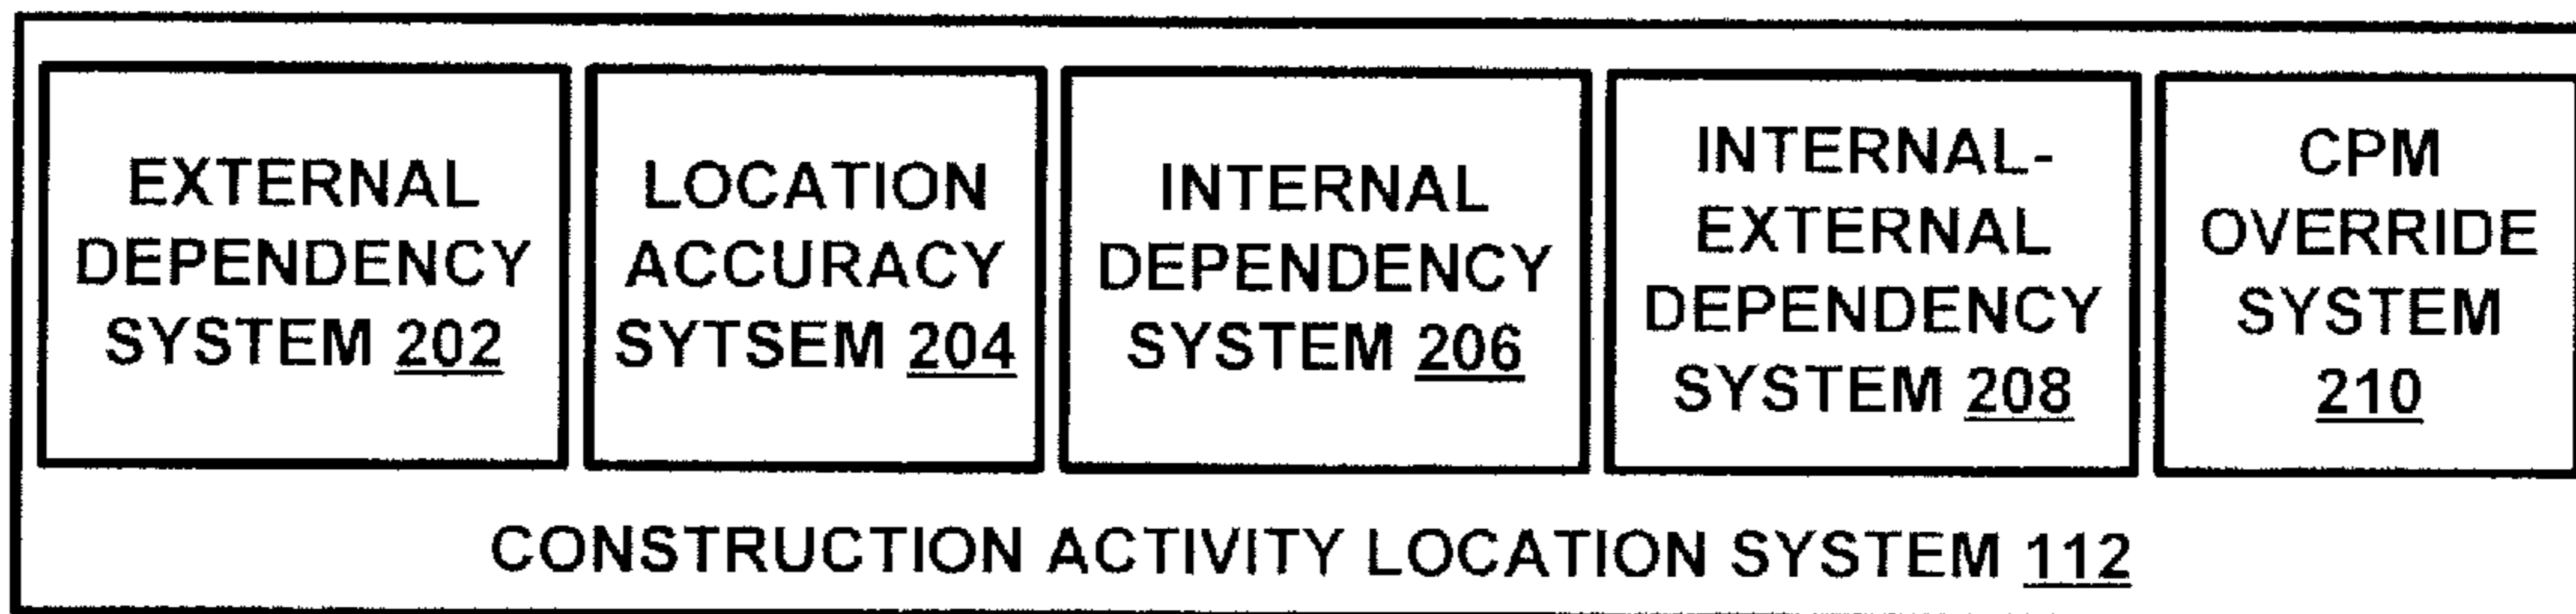 EXTERNAL
DEPENDENCY
SYSTEM 202
LOCATION
ACCURACY
SYTSEM 204
INTERNAL
DEPENDENCY
SYSTEM 206
INTERNAL-
EXTERNAL
DEPENDENCY
SYSTEM 208
CPM
OVERRIDE
SYSTEM
210
CONSTRUCTION ACTIVITY LOCATION SYSTEM 112